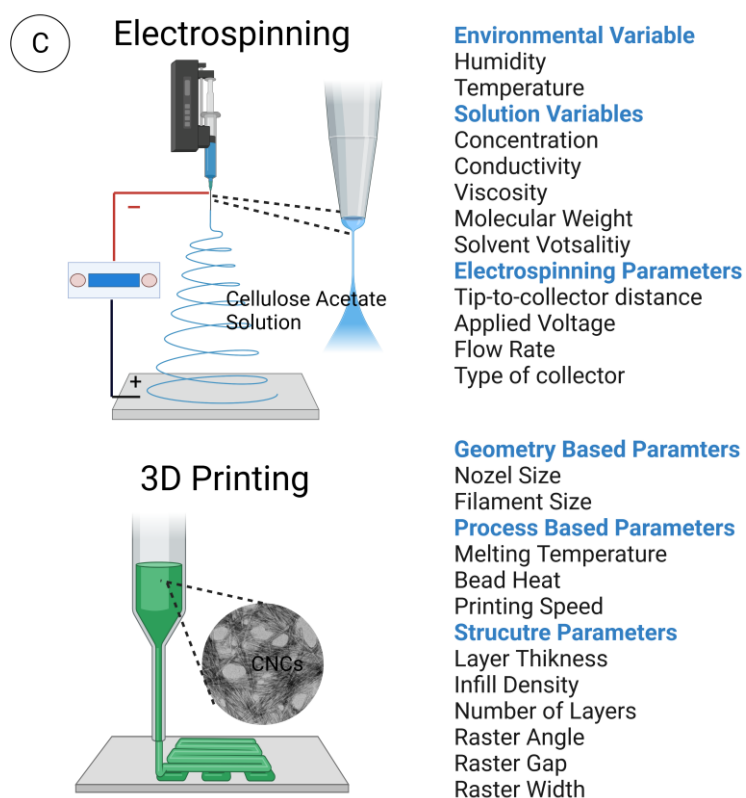 C
Electrospinning
−
+
Cellulose Acetate
Solution
Environmental Variable
Humidity
Temperature
Solution Variables
Concentration
Conductivity
Viscosity
Molecular Weight
Solvent Votsalitiy
Electrospinning Parameters
Tip-to-collector distance
Applied Voltage
Flow Rate
Type of collector
3D Printing
CNCs
Geometry Based Paramters
Nozel Size
Filament Size
Process Based Parameters
Melting Temperature
Bead Heat
Printing Speed
Strucutre Parameters
Layer Thikness
Infill Density
Number of Layers
Raster Angle
Raster Gap
Raster Width